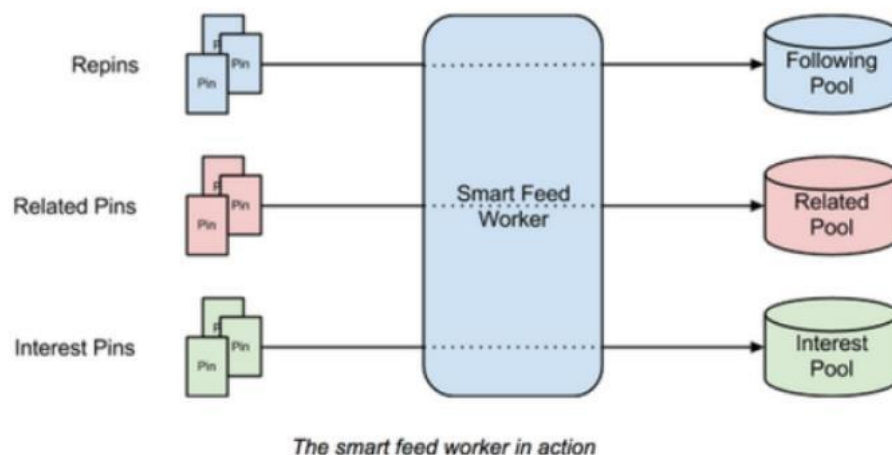 Repins
Pin
Pin
Following
Pool
Related Pins
Pin
Pin
Smart Feed
Worker
Related
Pool
Interest Pins
Pin
Pin
Interest
Pool
The smart feed worker in action